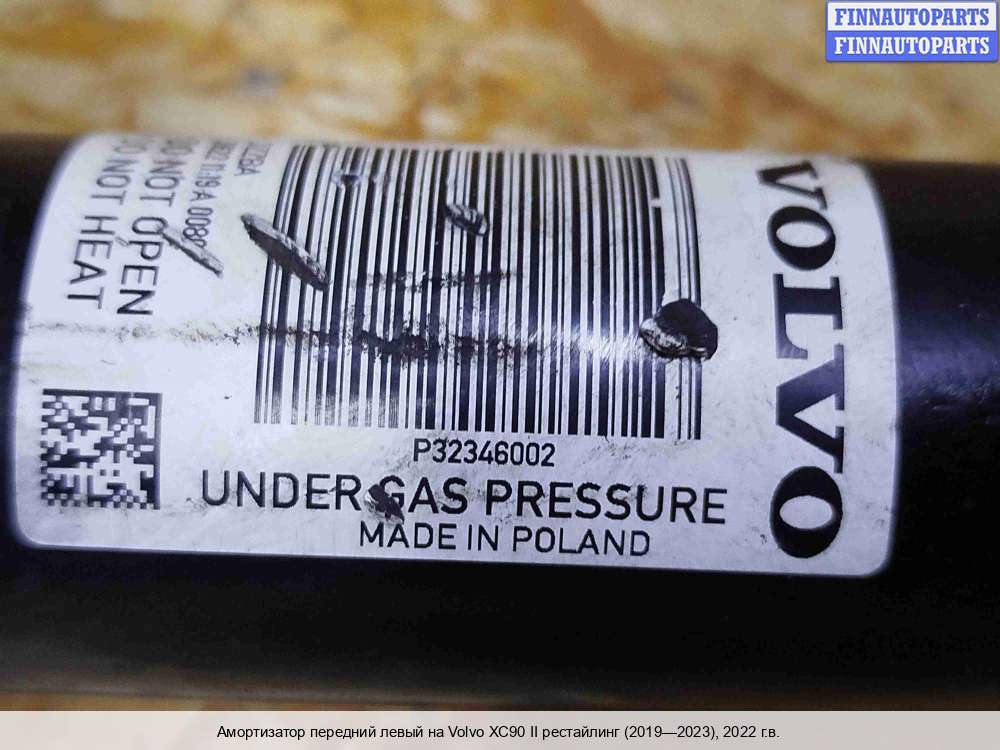 FINNAUTOPARTS
FINNAUTOPARTS
VOLVO
P32346002
UNDER GAS PRESSURE
MADE IN POLAND
DO NOT OPEN
DO NOT HEAT
Амортизатор передний левый на Volvo XC90 II рестайлинг (2019—2023), 2022 г.в.